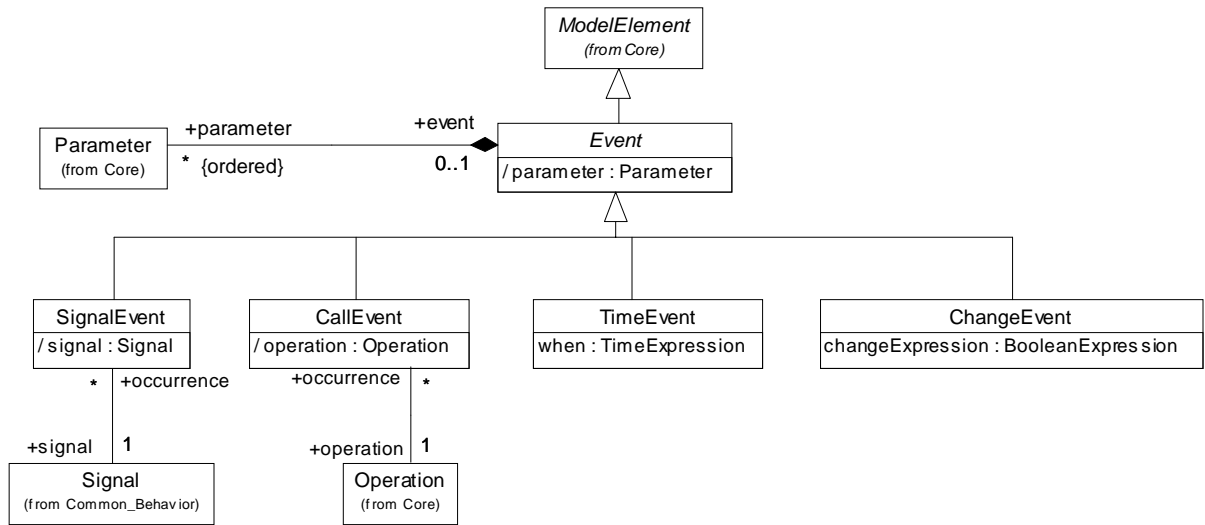 ModelElement
(from Core)
+parameter
+event
Parameter
(from Core)
* {ordered}
0..1
Event
/ parameter : Parameter
SignalEvent
/ signal : Signal
CallEvent
/ operation : Operation
TimeEvent
when : TimeExpression
ChangeEvent
changeExpression : BooleanExpression
* +occurrence
+occurrence *
+signal 1
+operation 1
Signal
(from Common_Behavior)
Operation
(from Core)